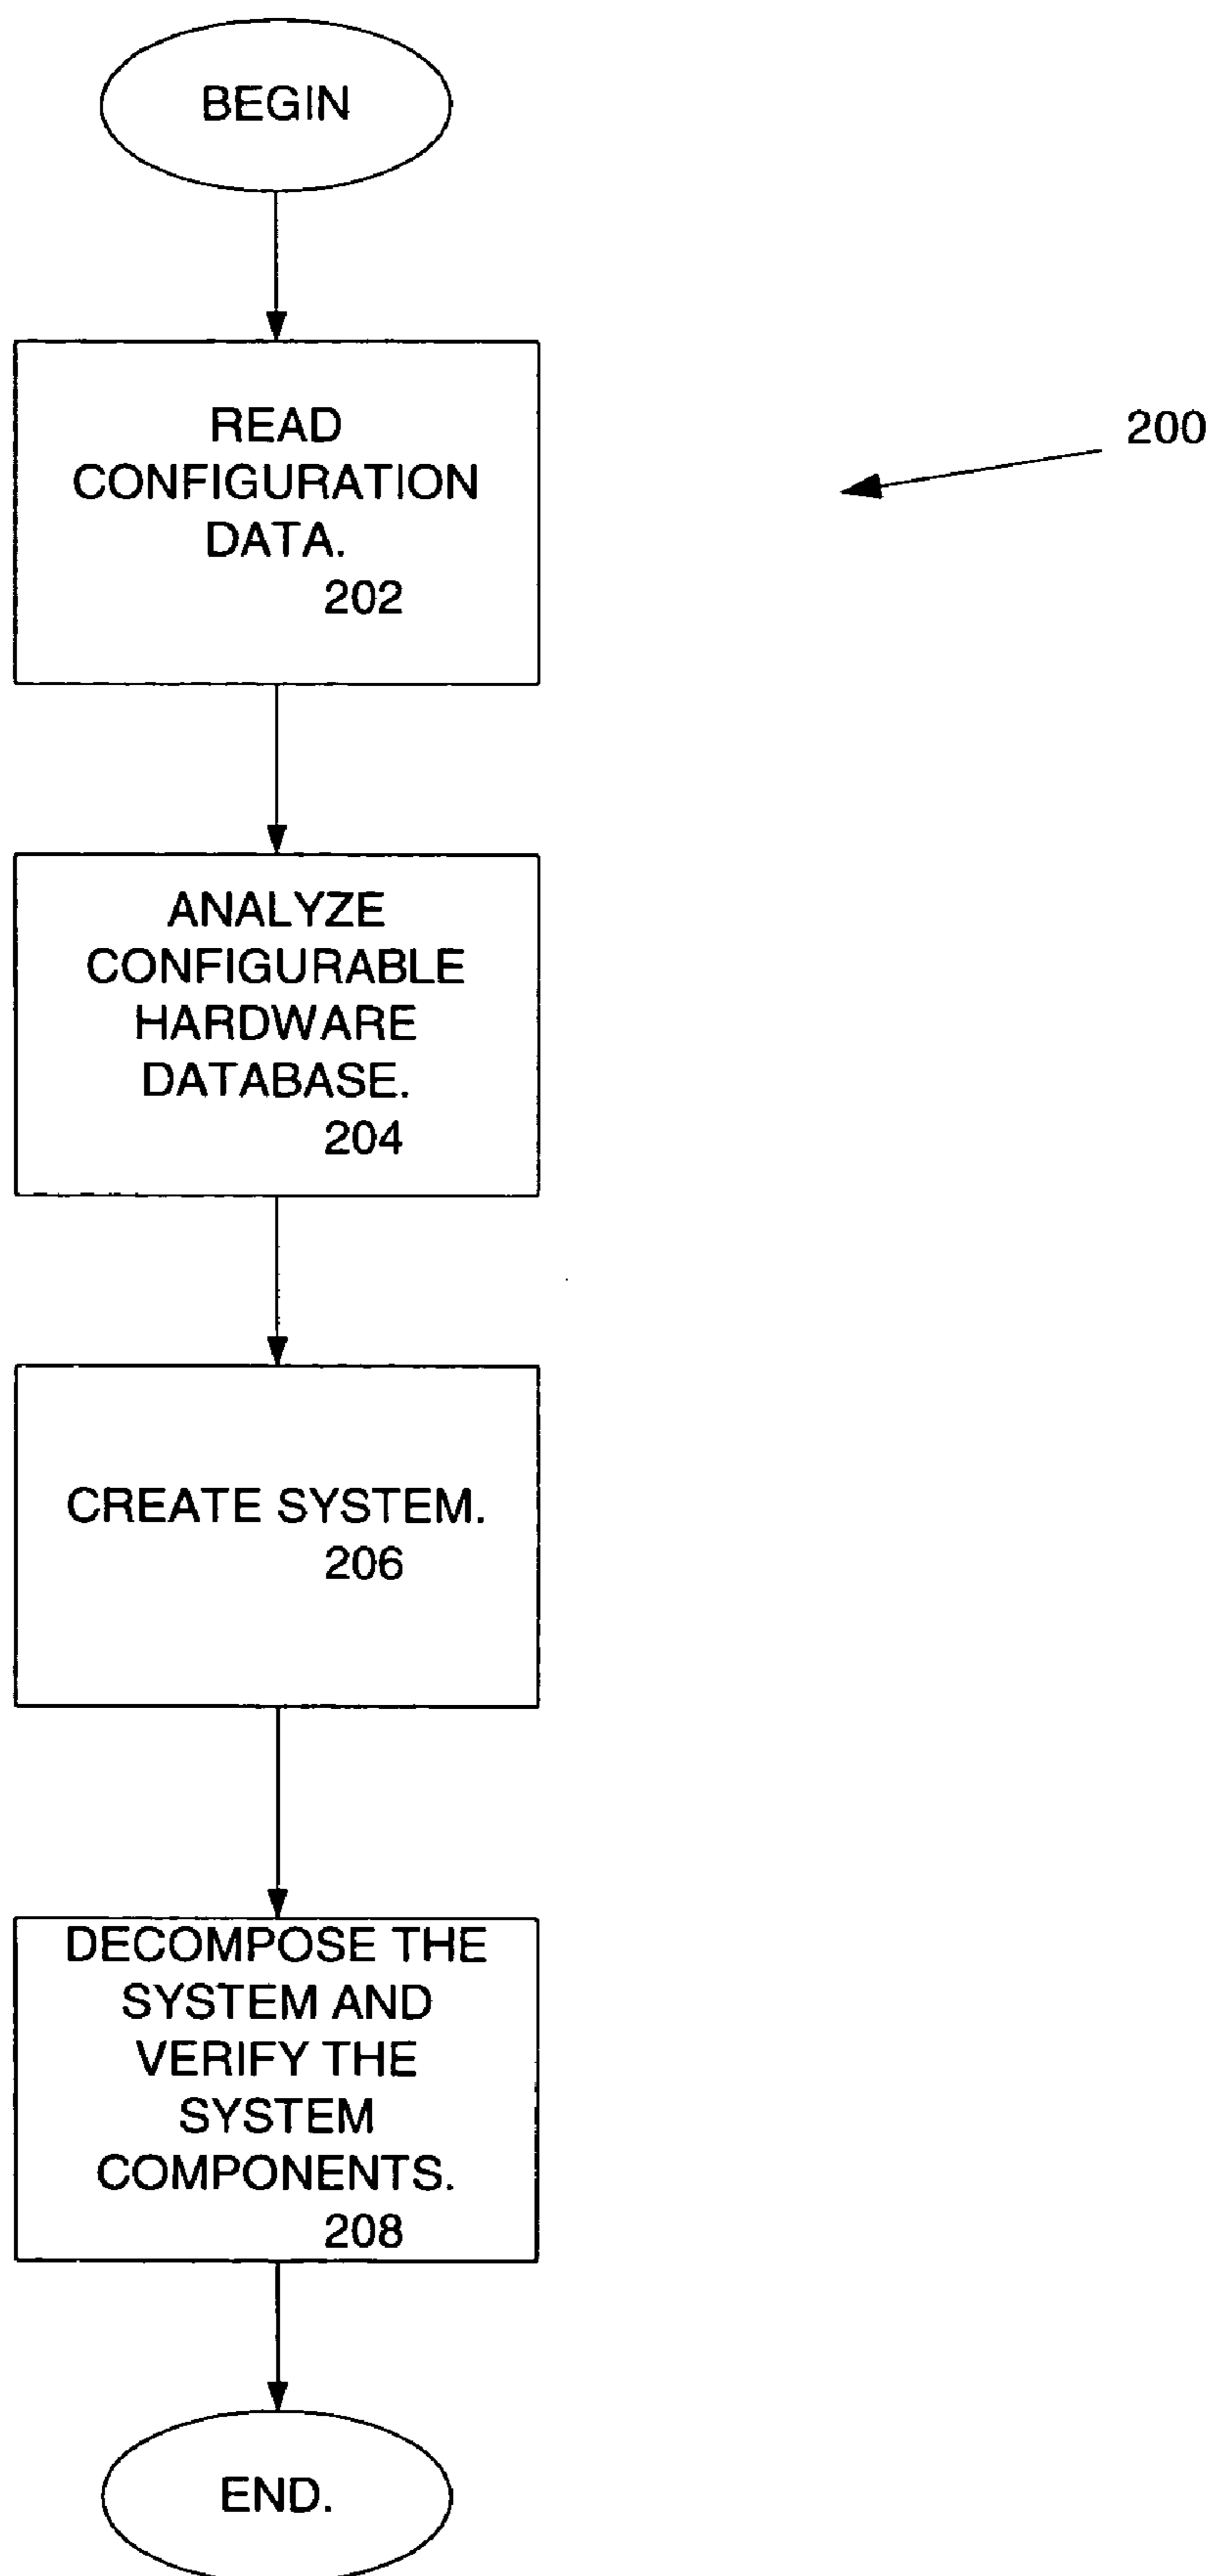 BEGIN
READ
CONFIGURATION
DATA.
202
200
ANALYZE
CONFIGURABLE
HARDWARE
DATABASE.
204
CREATE SYSTEM.
206
DECOMPOSE THE
SYSTEM AND
VERIFY THE
SYSTEM
COMPONENTS.
208
END.